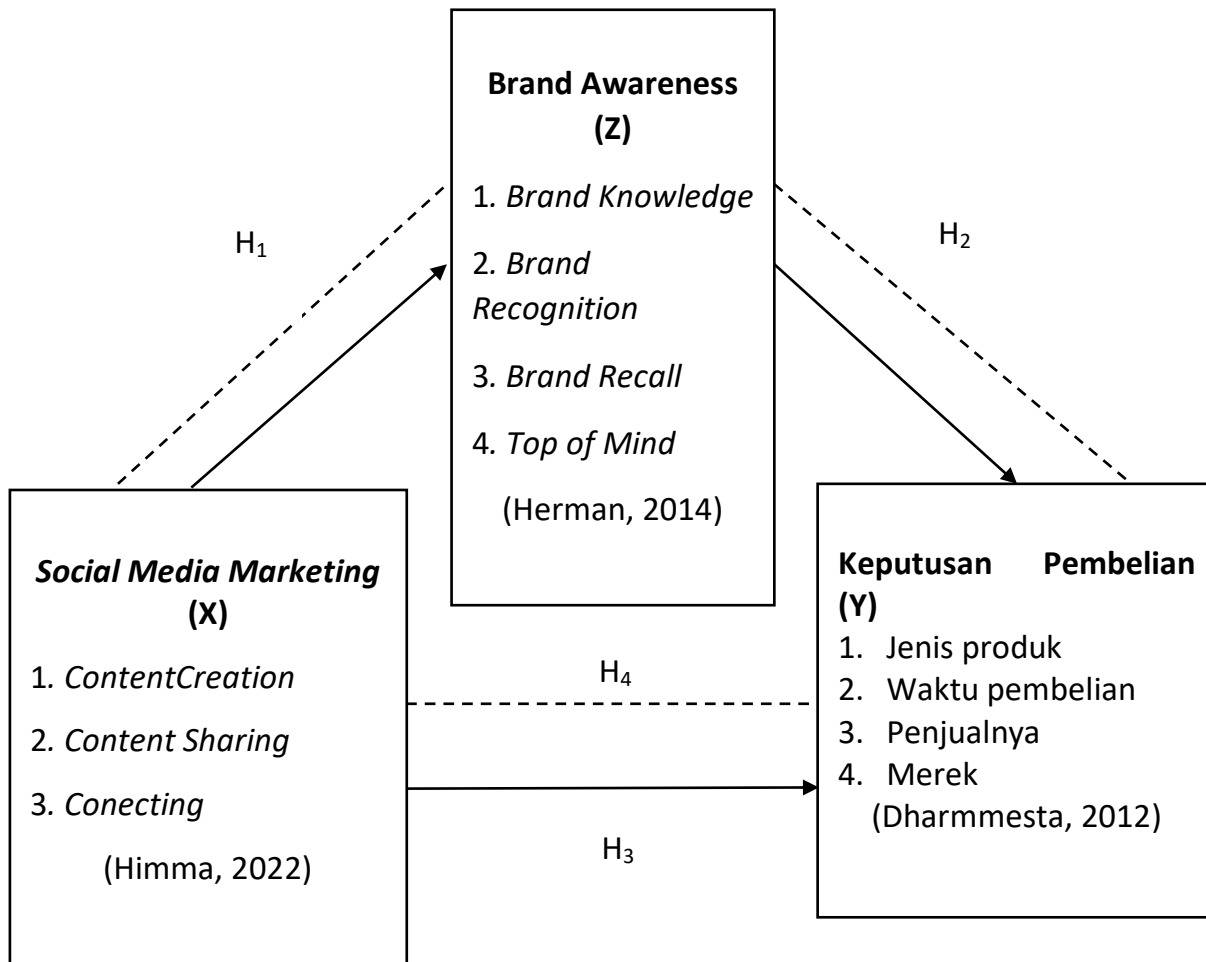 Brand Awareness
(Z)
1. Brand Knowledge
2. Brand
Recognition
3. Brand Recall
4. Top of Mind
(Herman, 2014)
H₁
H₂
Social Media Marketing
(X)
1. ContentCreation
2. Content Sharing
3. Conecting
(Himma, 2022)
H₄
H₃
Keputusan Pembelian
(Y)
1. Jenis produk
2. Waktu pembelian
3. Penjualnya
4. Merek
(Dharmmesta, 2012)